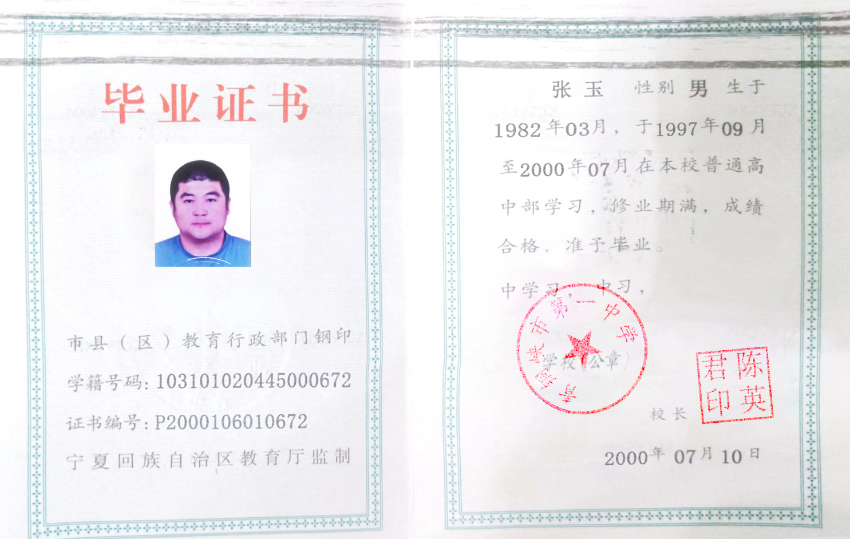 毕业证书
市县（区）教育行政部门钢印
学籍号码:103101020445000672
证书编号:P2000106010672
宁夏回族自治区教育厅监制
张玉 性别 男 生于
1982年03月，于1997年09月
至2000年07月在本校普通高
中部学习，修业期满，成绩
合格，准予毕业。
中学习 中习，
青铜峡市第一中学
学校（公章）
陈英君印
校长
2000年07月10日